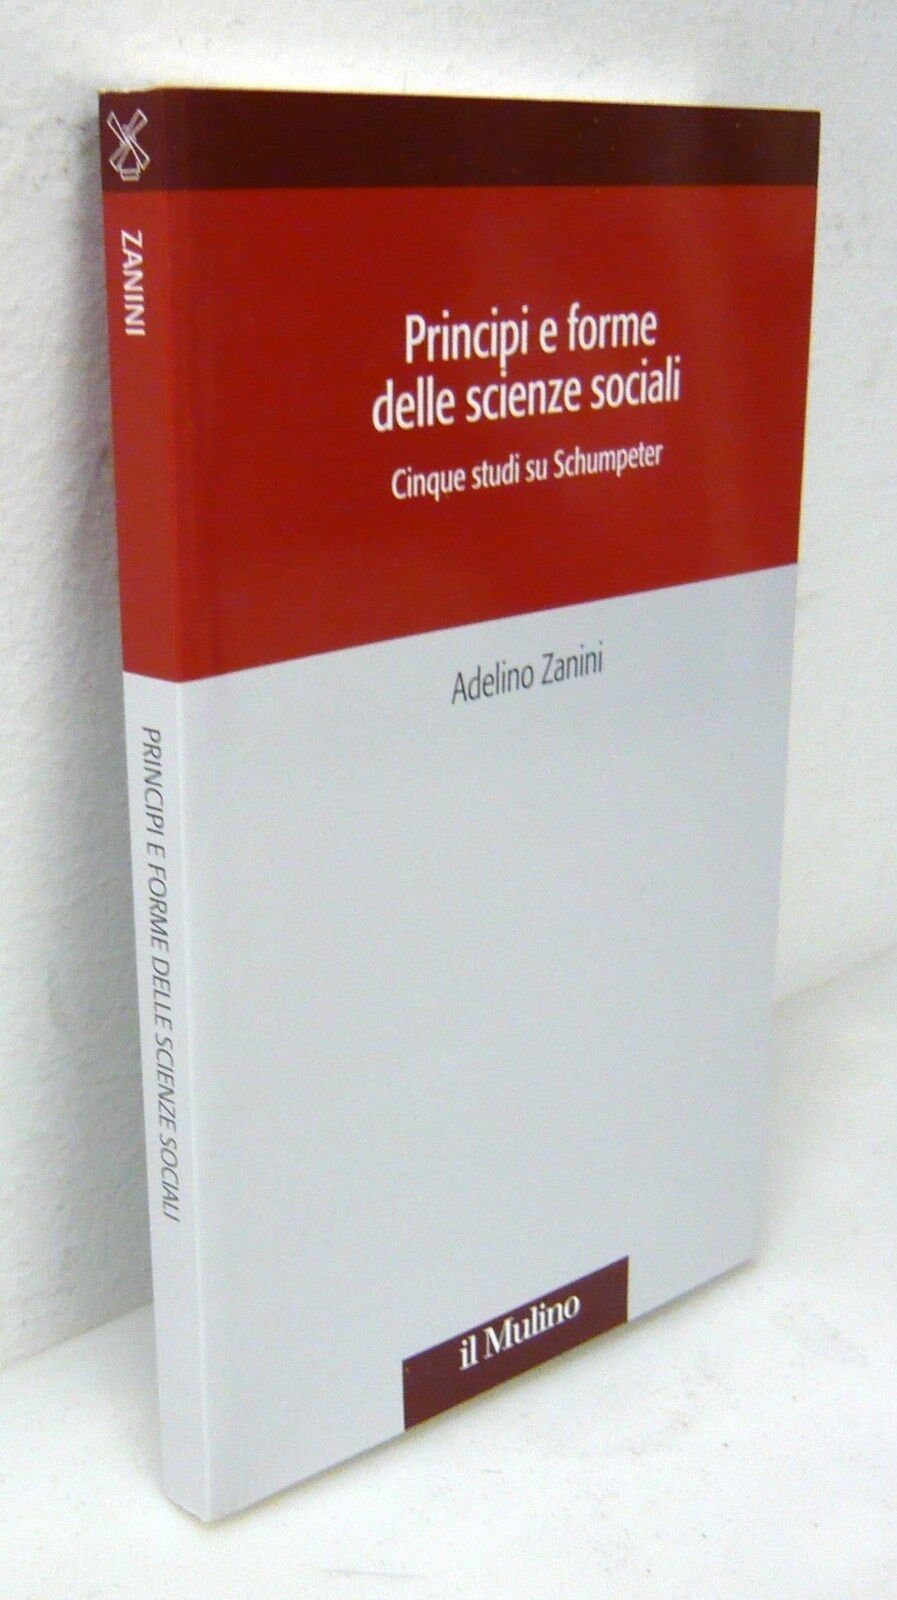 ZANINI
PRINCIPI E FORME DELLE SCIENZE SOCIALI
Principi e forme
delle scienze sociali
Cinque studi su Schumpeter
Adelino Zanini
il Mulino